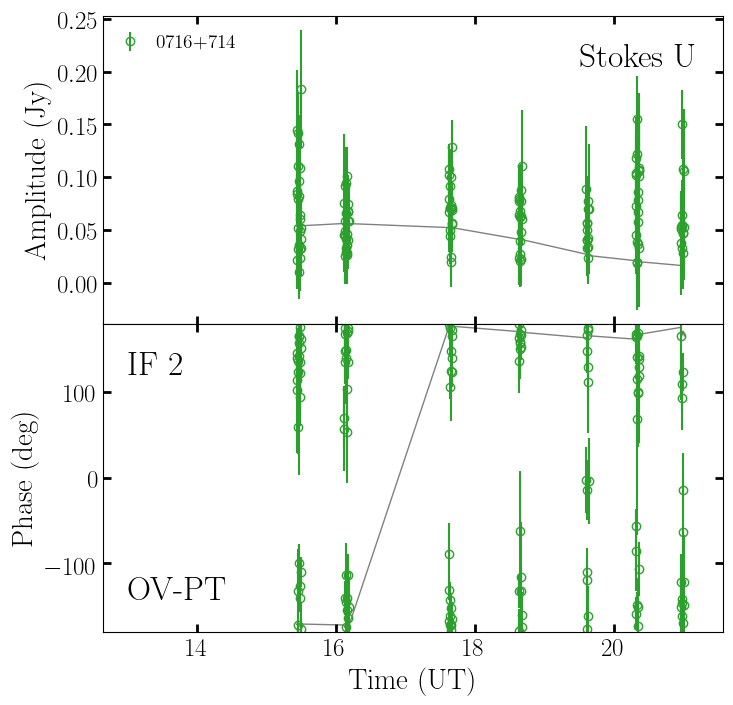 0.25
0716+714
Stokes U
0.20
0.15
0.10
0.05
0.00
Amplitude (Jy)
IF 2
100
0
−100
Phase (deg)
OV-PT
14
16
18
20
Time (UT)